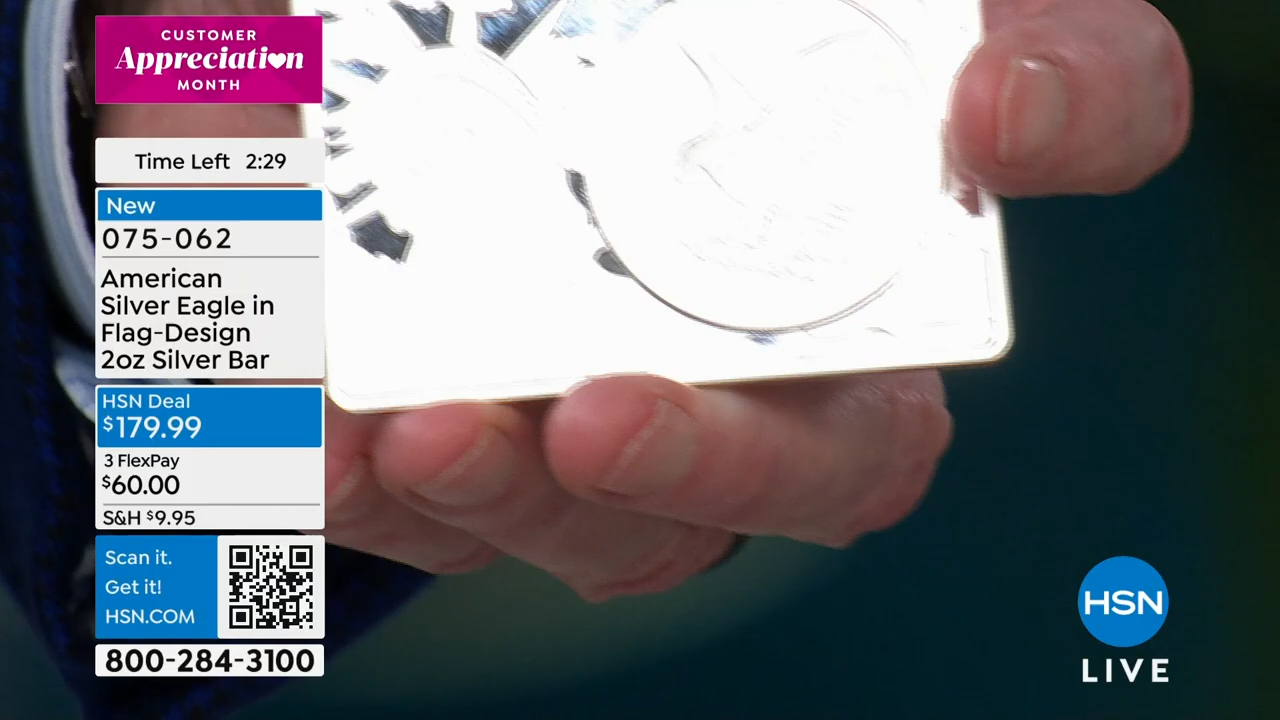 CUSTOMER
Appreciation
MONTH
Time Left 2:29
New
075-062
American
Silver Eagle in
Flag-Design
2oz Silver Bar
HSN Deal
$179.99
3 FlexPay
$60.00
S&H $9.95
Scan it.
Get it!
HSN.COM
800-284-3100
HSN
LIVE